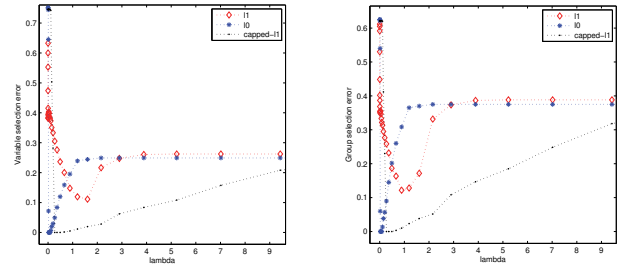 l1
l0
capped-l1
Variable selection error
0.7
0.6
0.5
0.4
0.3
0.2
0.1
0
0 1 2 3 4 5 6 7 8 9
lambda
l1
l0
capped-l1
Group selection error
0.6
0.5
0.4
0.3
0.2
0.1
0
0 1 2 3 4 5 6 7 8 9
lambda